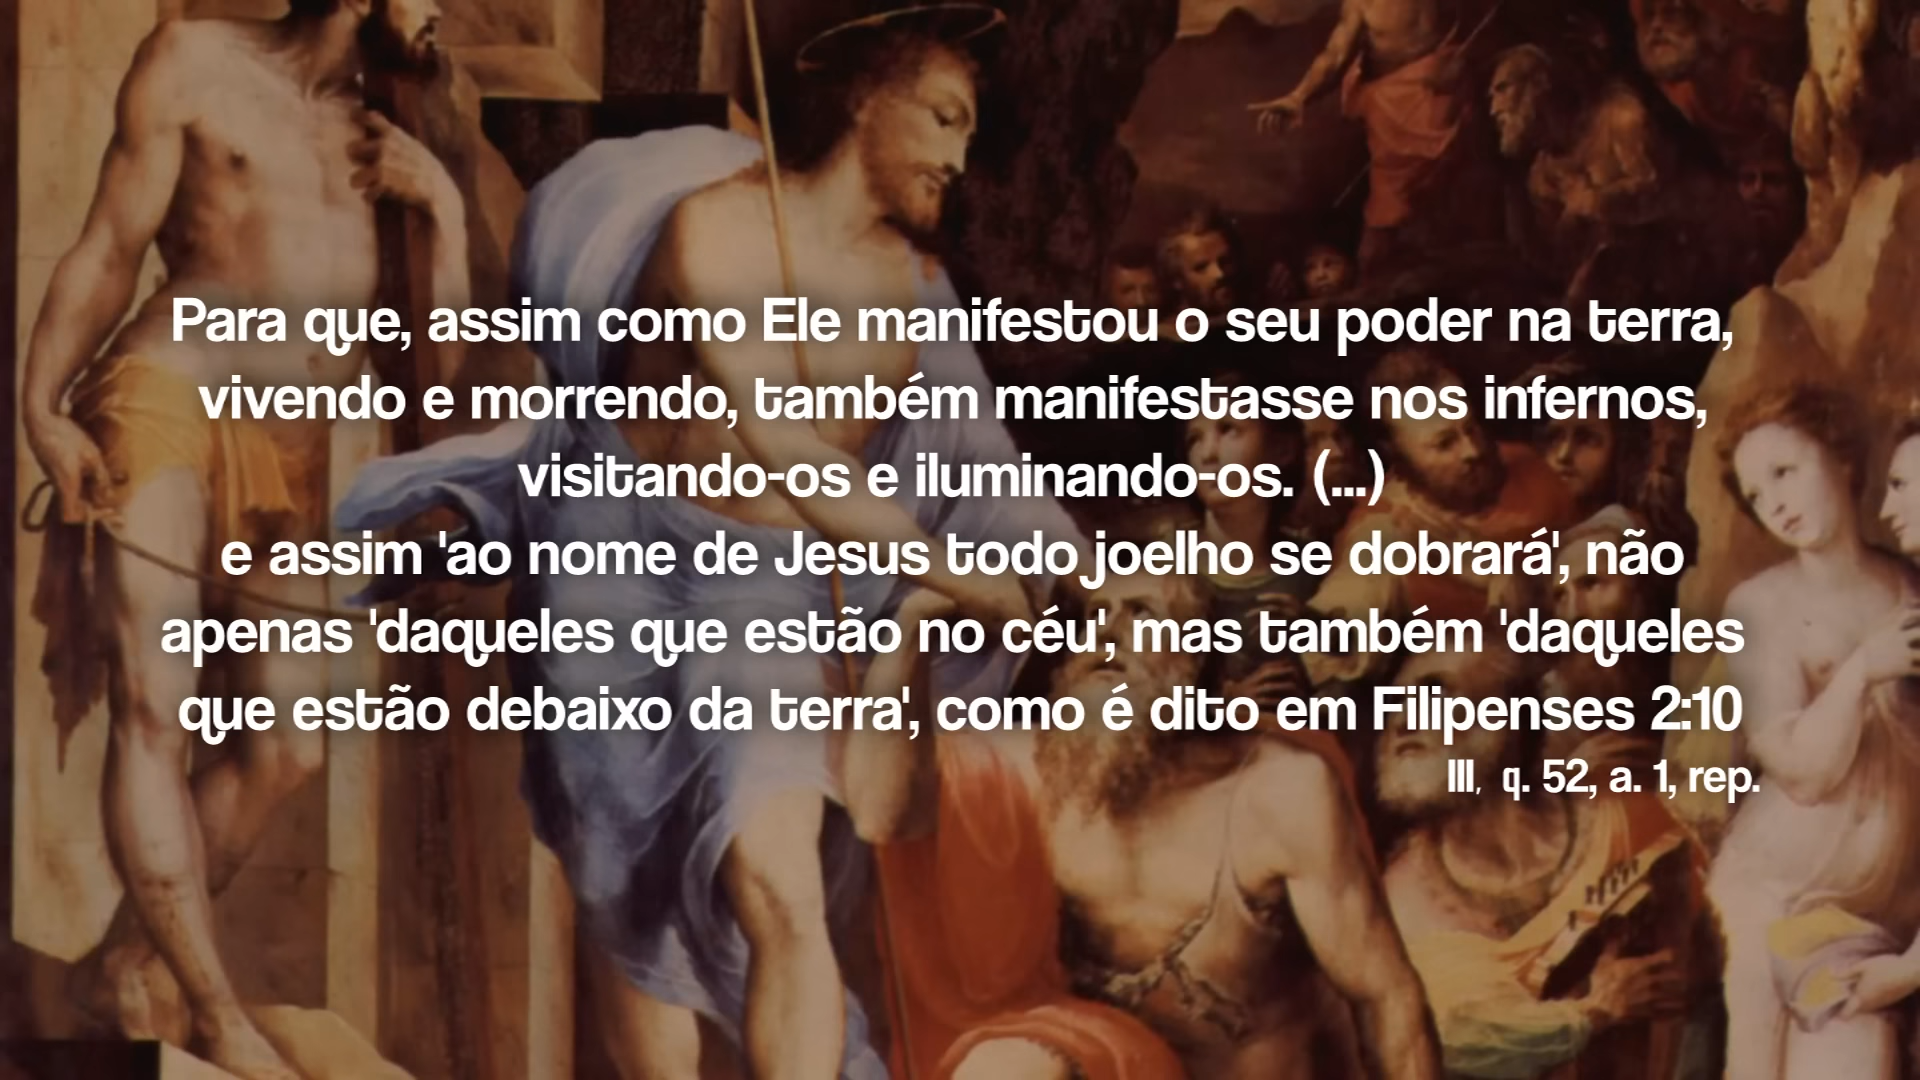 Para que, assim como Ele manifestou o seu poder na terra,
vivendo e morrendo, também manifestasse nos infernos,
visitando-os e iluminando-os. (...)
e assim 'ao nome de Jesus todo joelho se dobrará', não
apenas 'daqueles que estão no céu', mas também 'daqueles
que estão debaixo da terra', como é dito em Filipenses 2:10
III, q. 52, a. 1, rep.